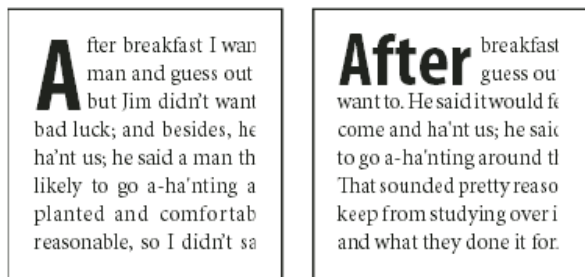 After breakfast I wan
man and guess out
but Jim didn't want
bad luck; and besides, he
ha'nt us; he said a man th
likely to go a-ha'nting a
planted and comfortab
reasonable, so I didn't sa
After breakfast
guess ou
want to. He said it would fe
come and ha'nt us; he said
to go a-ha'nting around th
That sounded pretty reaso
keep from studying over i
and what they done it for.